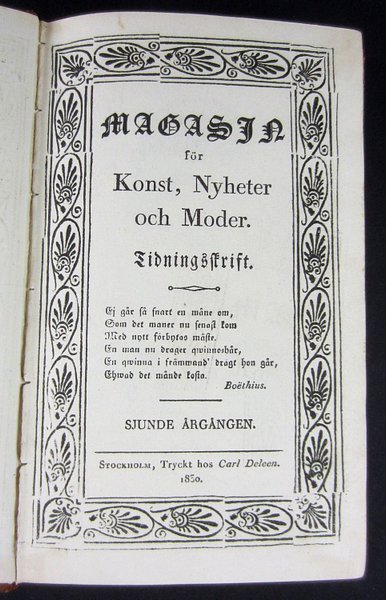 MAGASIN
för
Konst, Nyheter
och Moder.
Tidningsskrift.
Ej går så snart en måne om,
Som det maner nu senast kom
Med nytt förbytas måste.
En man nu drager qwinnoshår,
En qwinna i främmand' drägt hon går,
Ehwad det månde kosta.
Boëthius.
SJUNDE ÅRGÅNGEN.
STOCKHOLM, Tryckt hos Carl Deleen.
1830.